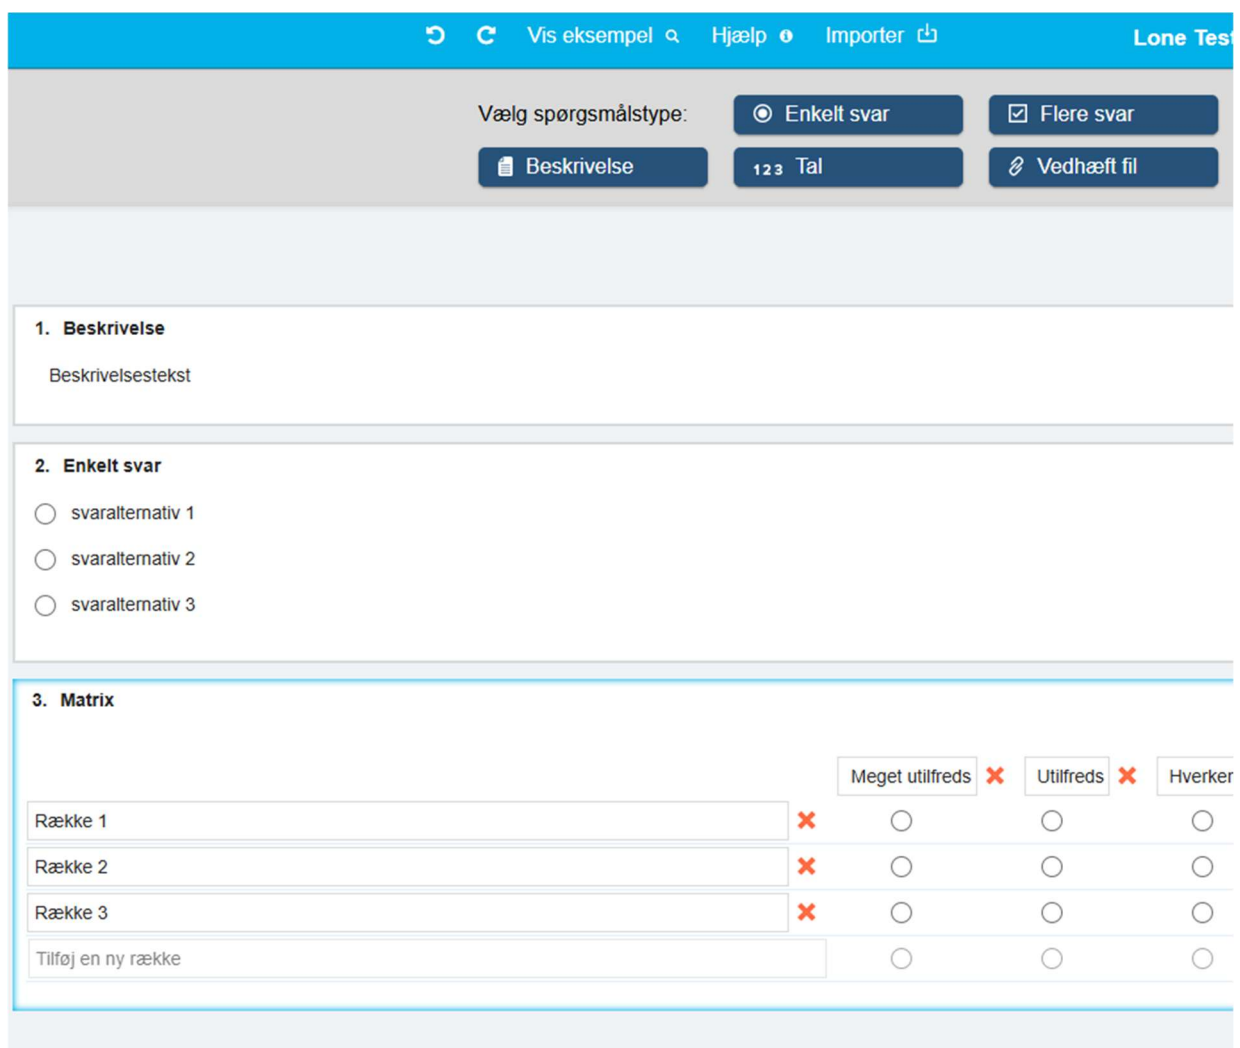 Vis eksempel Hjælp Importer Lone Test
Vælg spørgsmålstype: Enkelt svar Flere svar
Beskrivelse 123 Tal Vedhæft fil
1. Beskrivelse
Beskrivelsestekst
2. Enkelt svar
svaralternativ 1
svaralternativ 2
svaralternativ 3
3. Matrix
Meget utilfreds Utilfreds
Række 1
Række 2
Række 3
Tilføj en ny række